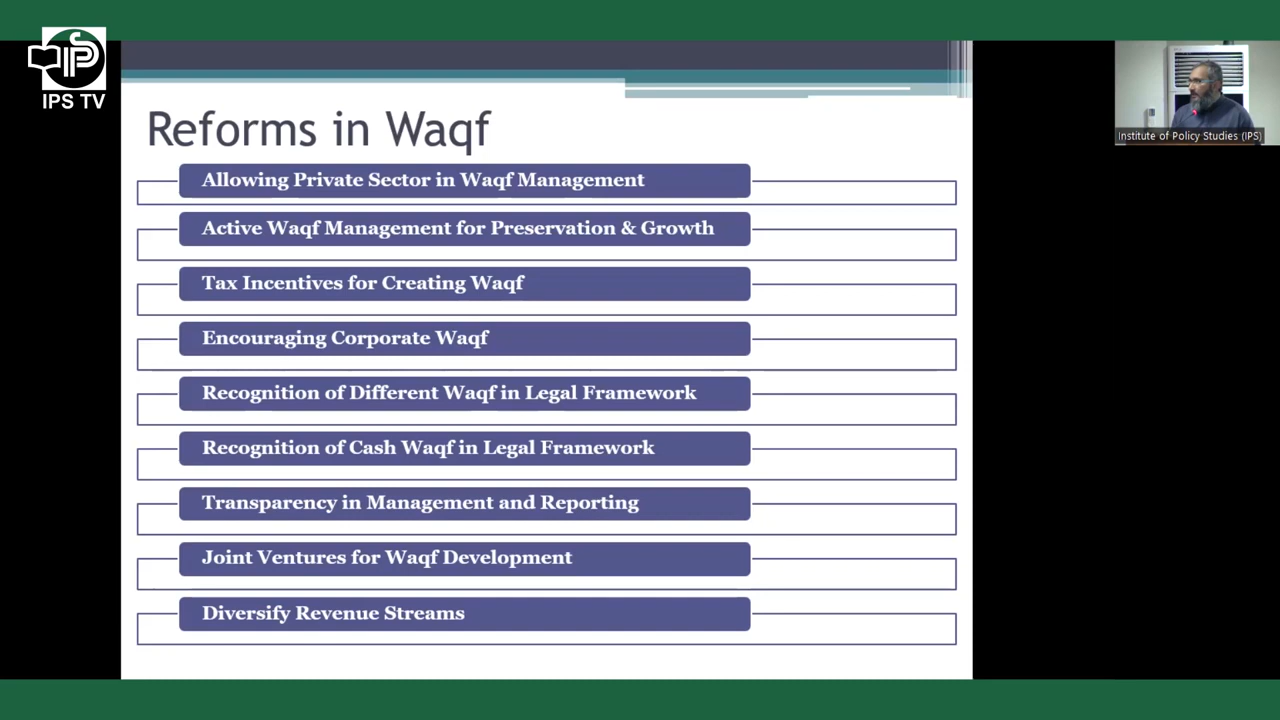 IPS
IPS TV
Institute of Policy Studies (IPS)
Reforms in Waqf
Allowing Private Sector in Waqf Management
Active Waqf Management for Preservation & Growth
Tax Incentives for Creating Waqf
Encouraging Corporate Waqf
Recognition of Different Waqf in Legal Framework
Recognition of Cash Waqf in Legal Framework
Transparency in Management and Reporting
Joint Ventures for Waqf Development
Diversify Revenue Streams